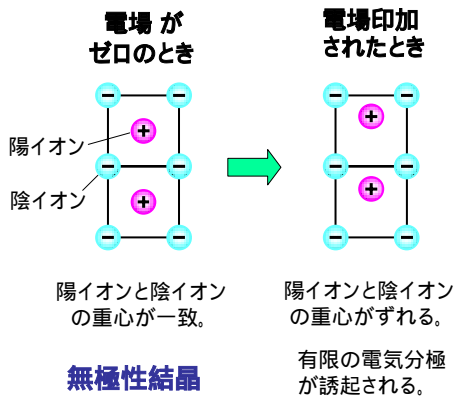 電場 が
ゼロのとき
電場印加
されたとき
陽イオン
陰イオン
陽イオンと陰イオン
の重心が一致。
陽イオンと陰イオン
の重心がずれる。
無極性結晶
有限の電気分極
が誘起される。